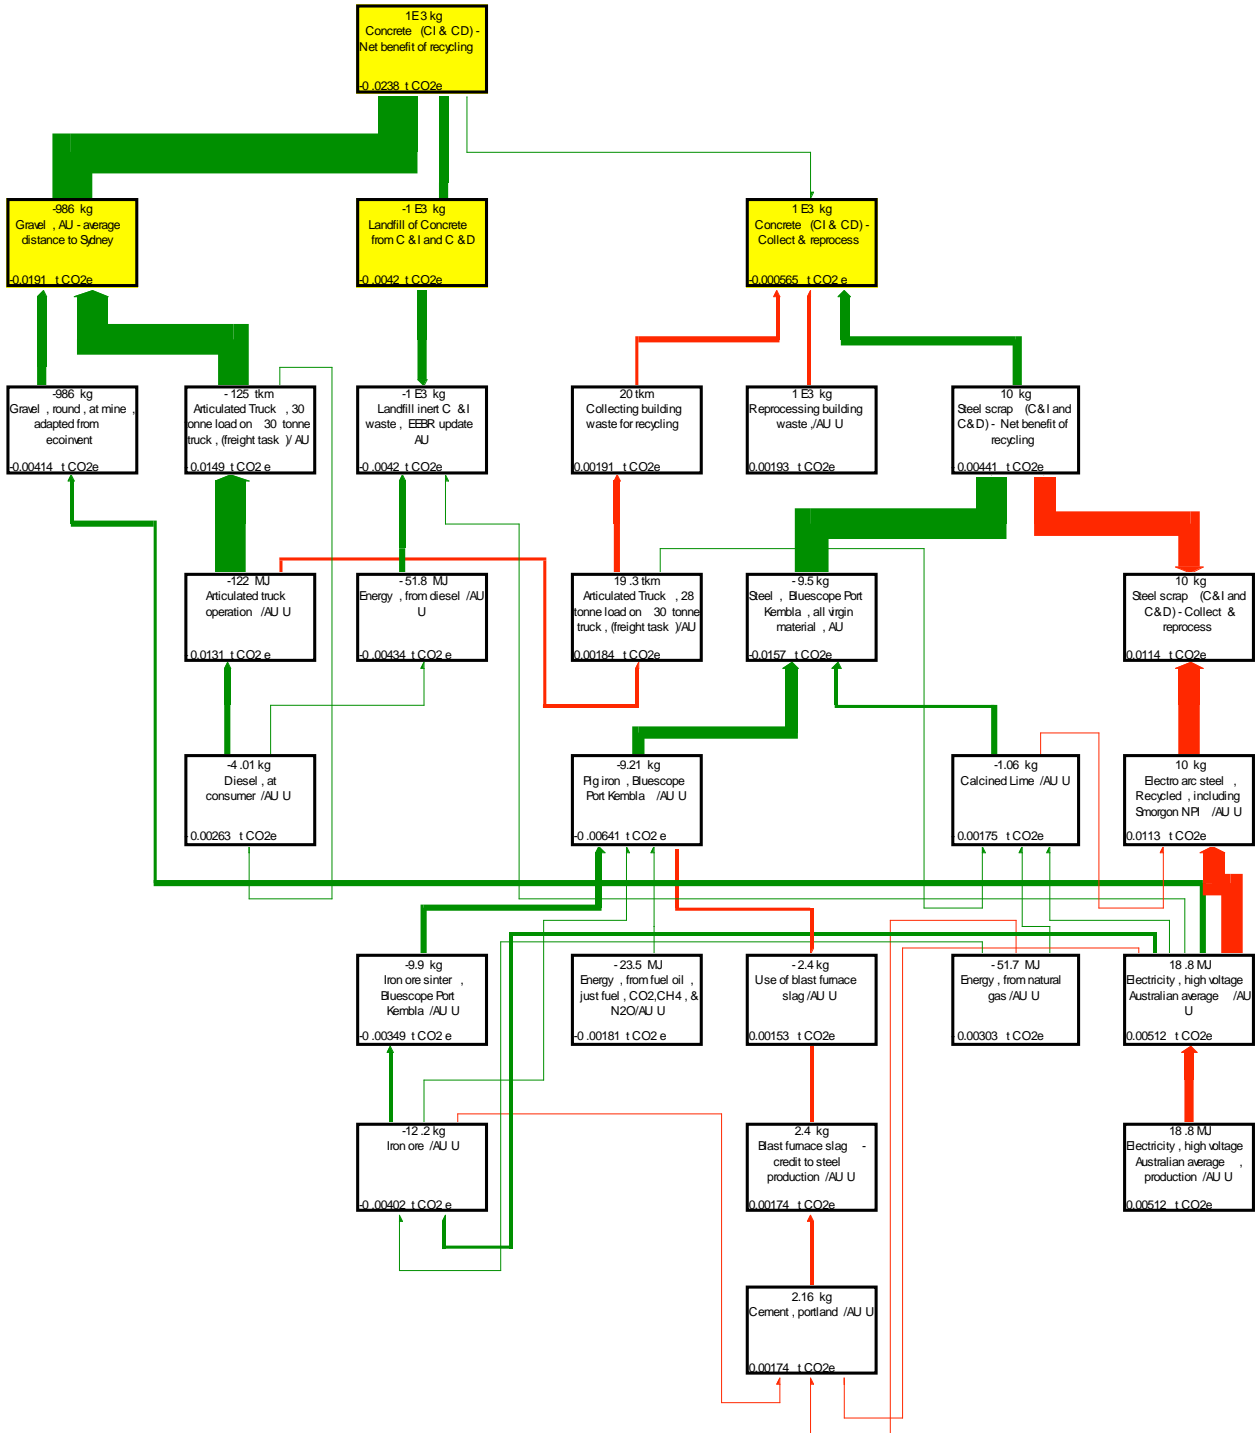 1E3 kg
Concrete (CI & CD) -
Net benefit of recycling
-0.0238 t CO2e
-986 kg
Gravel, AU - average
distance to Sydney
-0.0191 t CO2e
-1 E3 kg
Landfill of Concrete
from C & I and C & D
-0.0042 t CO2e
1 E3 kg
Concrete (CI & CD) -
Collect & reprocess
-0.000565 t CO2e
-986 kg
Gravel, round, at mine,
adapted from
ecoinvent
-0.00414 t CO2e
-125 tkm
Articulated Truck, 30
tonne load on 30 tonne
truck, (freight task)/AU
-0.0149 t CO2e
-1 E3 kg
Landfill inert C & I
waste, EEBR update
AU
-0.0042 t CO2e
20 tkm
Collecting building
waste for recycling
0.00191 t CO2e
1 E3 kg
Reprocessing building
waste,/AU U
0.00193 t CO2e
10 kg
Steel scrap (C&I and
C&D) - Net benefit of
recycling
0.00441 t CO2e
-122 MJ
Articulated truck
operation /AU U
-0.0131 t CO2e
-51.8 MJ
Energy, from diesel /AU
U
-0.00434 t CO2e
19.3 tkm
Articulated Truck, 28
tonne load on 30 tonne
truck, (freight task)/AU
0.00184 t CO2e
-9.5 kg
Steel, Bluescope Port
Kembla, all virgin
material, AU
-0.0157 t CO2e
10 kg
Steel scrap (C&I and
C&D) - Collect &
reprocess
0.0114 t CO2e
-4.01 kg
Diesel, at
consumer /AU U
-0.00263 t CO2e
-9.21 kg
Pig iron, Bluescope
Port Kembla /AU U
-0.00641 t CO2e
-1.06 kg
Calcined Lime /AU U
-0.00175 t CO2e
10 kg
Electro arc steel,
Recycled, including
Smorgon NPI /AU U
0.0113 t CO2e
-9.9 kg
Iron ore sinter,
Bluescope Port
Kembla /AU U
-0.00349 t CO2e
-23.5 MJ
Energy, from fuel oil,
just fuel, CO2,CH4, &
N2O/AU U
-0.00181 t CO2e
-2.4 kg
Use of blast furnace
slag /AU U
0.00153 t CO2e
-51.7 MJ
Energy, from natural
gas /AU U
-0.00303 t CO2e
18.8 MJ
Electricity, high voltage
Australian average /AU
U
0.00512 t CO2e
-12.2 kg
Iron ore /AU U
-0.00402 t CO2e
2.4 kg
Blast furnace slag -
credit to steel
production /AU U
0.00174 t CO2e
18.8 MJ
Electricity, high voltage
Australian average,
production /AU U
0.00512 t CO2e
2.16 kg
Cement, portland /AU U
0.00174 t CO2e